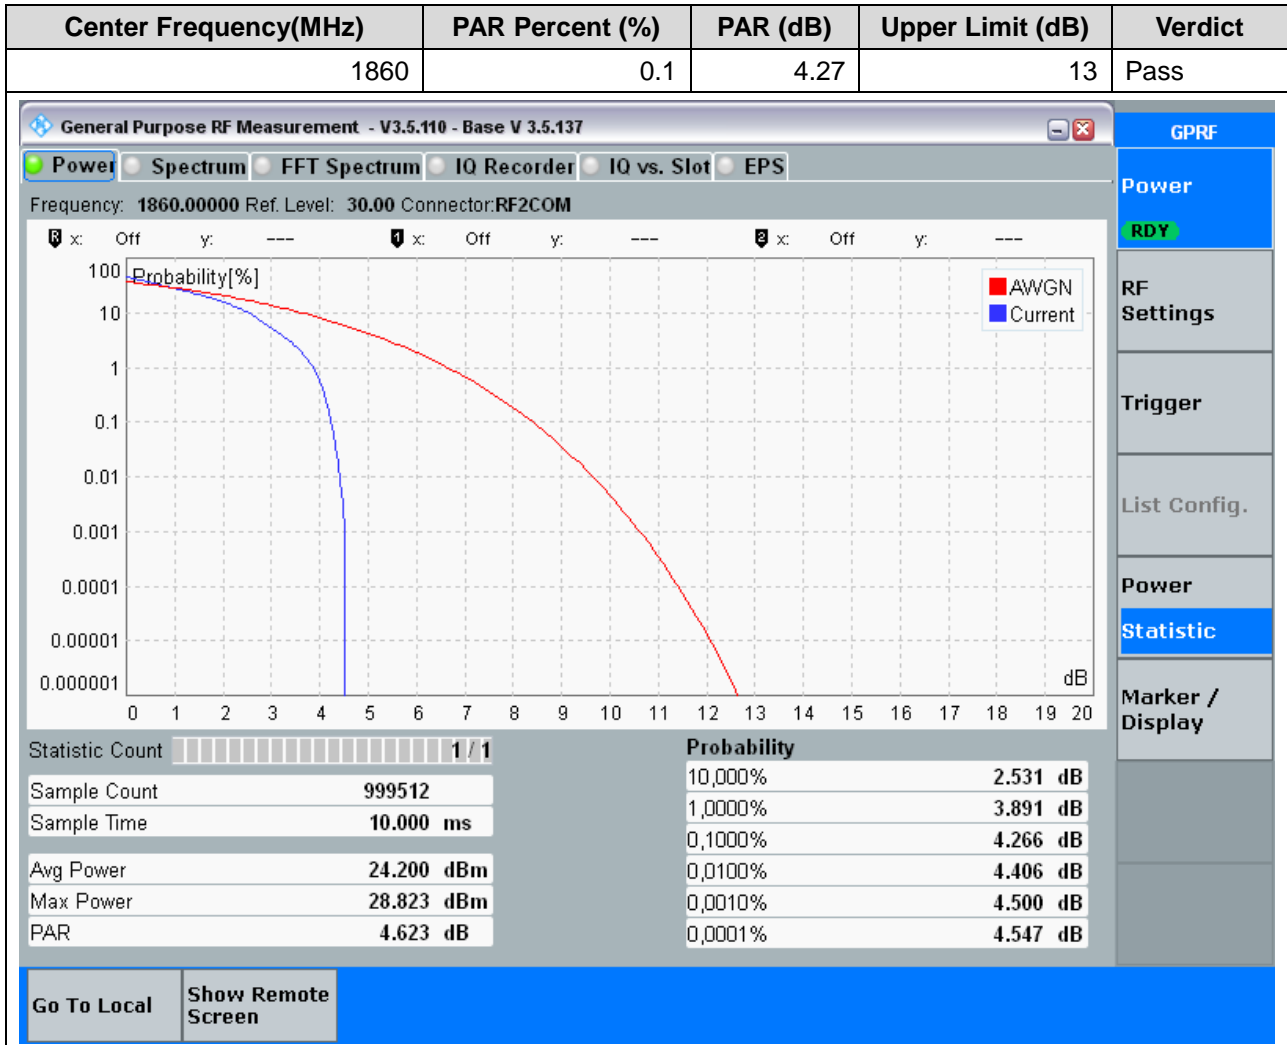 Center Frequency(MHz) PAR Percent (%) PAR (dB) Upper Limit (dB) Verdict
1860 0.1 4.27 13 Pass
General Purpose RF Measurement - V3.5.110 - Base V 3.5.137
GPRF
Power Spectrum FFT Spectrum IQ Recorder IQ vs. Slot EPS
Frequency: 1860.00000 Ref. Level: 30.00 Connector:RF2COM
R x: Off y: --- 1 x: Off y: --- 2 x: Off y: ---
Probability[%]
100
10
1
0.1
0.01
0.001
0.0001
0.00001
0.000001
AWGN
Current
dB
0 1 2 3 4 5 6 7 8 9 10 11 12 13 14 15 16 17 18 19 20
Statistic Count 1 / 1
Sample Count 999512
Sample Time 10.000 ms
Avg Power 24.200 dBm
Max Power 28.823 dBm
PAR 4.623 dB
Probability
10,000% 2.531 dB
1,0000% 3.891 dB
0,1000% 4.266 dB
0,0100% 4.406 dB
0,0010% 4.500 dB
0,0001% 4.547 dB
Power
RDY
RF
Settings
Trigger
List Config.
Power
Statistic
Marker /
Display
Go To Local
Show Remote
Screen